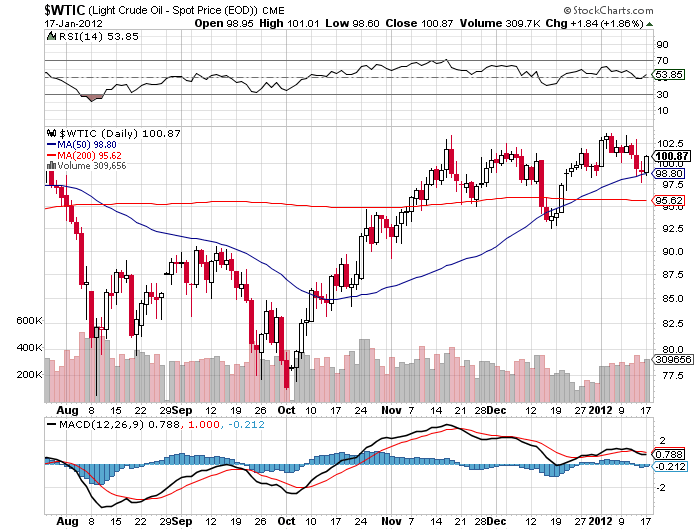 $WTIC (Light Crude Oil - Spot Price (EOD)) CME © StockCharts.com
17-Jan-2012 Open 98.95 High 101.01 Low 98.60 Close 100.87 Volume 309.7K Chg +1.84 (+1.86%)
RSI(14) 53.85
90
70
53.85
30
10
$WTIC (Daily) 100.87
MA(50) 98.80
MA(200) 95.62
Volume 309,656
102.5
100.87
100.0
98.80
97.5
95.62
92.5
90.0
87.5
85.0
82.5
80.0
77.5
600K
400K
200K
309656
Aug 8 15 22 29 Sep 12 19 26 Oct 10 17 24 Nov 7 14 21 28 Dec 12 19 27 2012 9 17
MACD(12,26,9) 0.788, 1.000, -0.212
2
0.788
-0.212
-2
Aug 8 15 22 29 Sep 12 19 26 Oct 10 17 24 Nov 7 14 21 28 Dec 12 19 27 2012 9 17